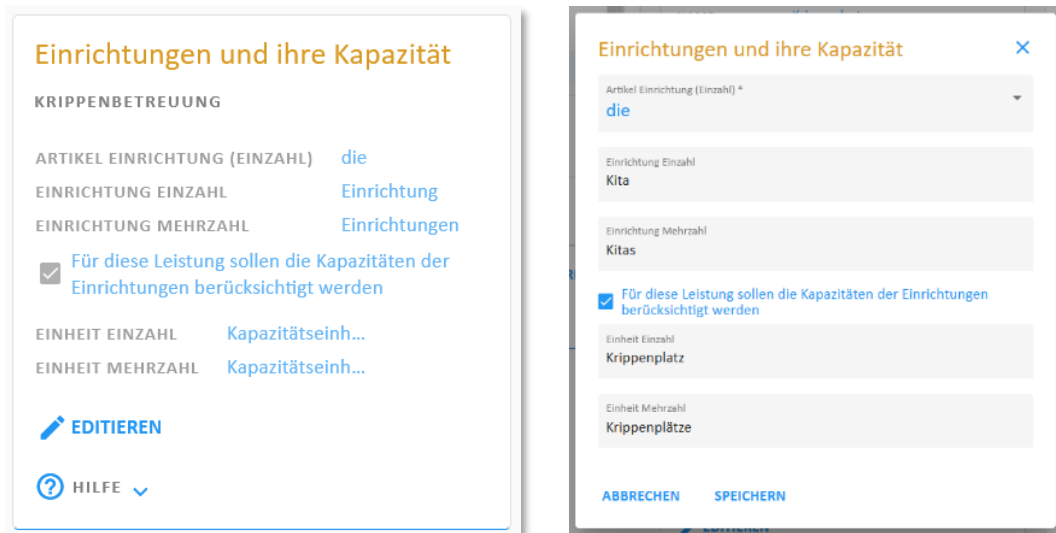 Einrichtungen und ihre Kapazität
KRIPPENBETREUUNG
ARTIKEL EINRICHTUNG (EINZAHL) die
EINRICHTUNG EINZAHL Einrichtung
EINRICHTUNG MEHRZAHL Einrichtungen
Für diese Leistung sollen die Kapazitäten der
Einrichtungen berücksichtigt werden
EINHEIT EINZAHL Kapazitätseinh...
EINHEIT MEHRZAHL Kapazitätseinh...
EDITIEREN
HILFE
Einrichtungen und ihre Kapazität
Artikel Einrichtung (Einzahl) *
die
Einrichtung Einzahl
Kita
Einrichtung Mehrzahl
Kitas
Für diese Leistung sollen die Kapazitäten der Einrichtungen
berücksichtigt werden
Einheit Einzahl
Krippenplatz
Einheit Mehrzahl
Krippenplätze
ABBRECHEN SPEICHERN
EDITIEREN